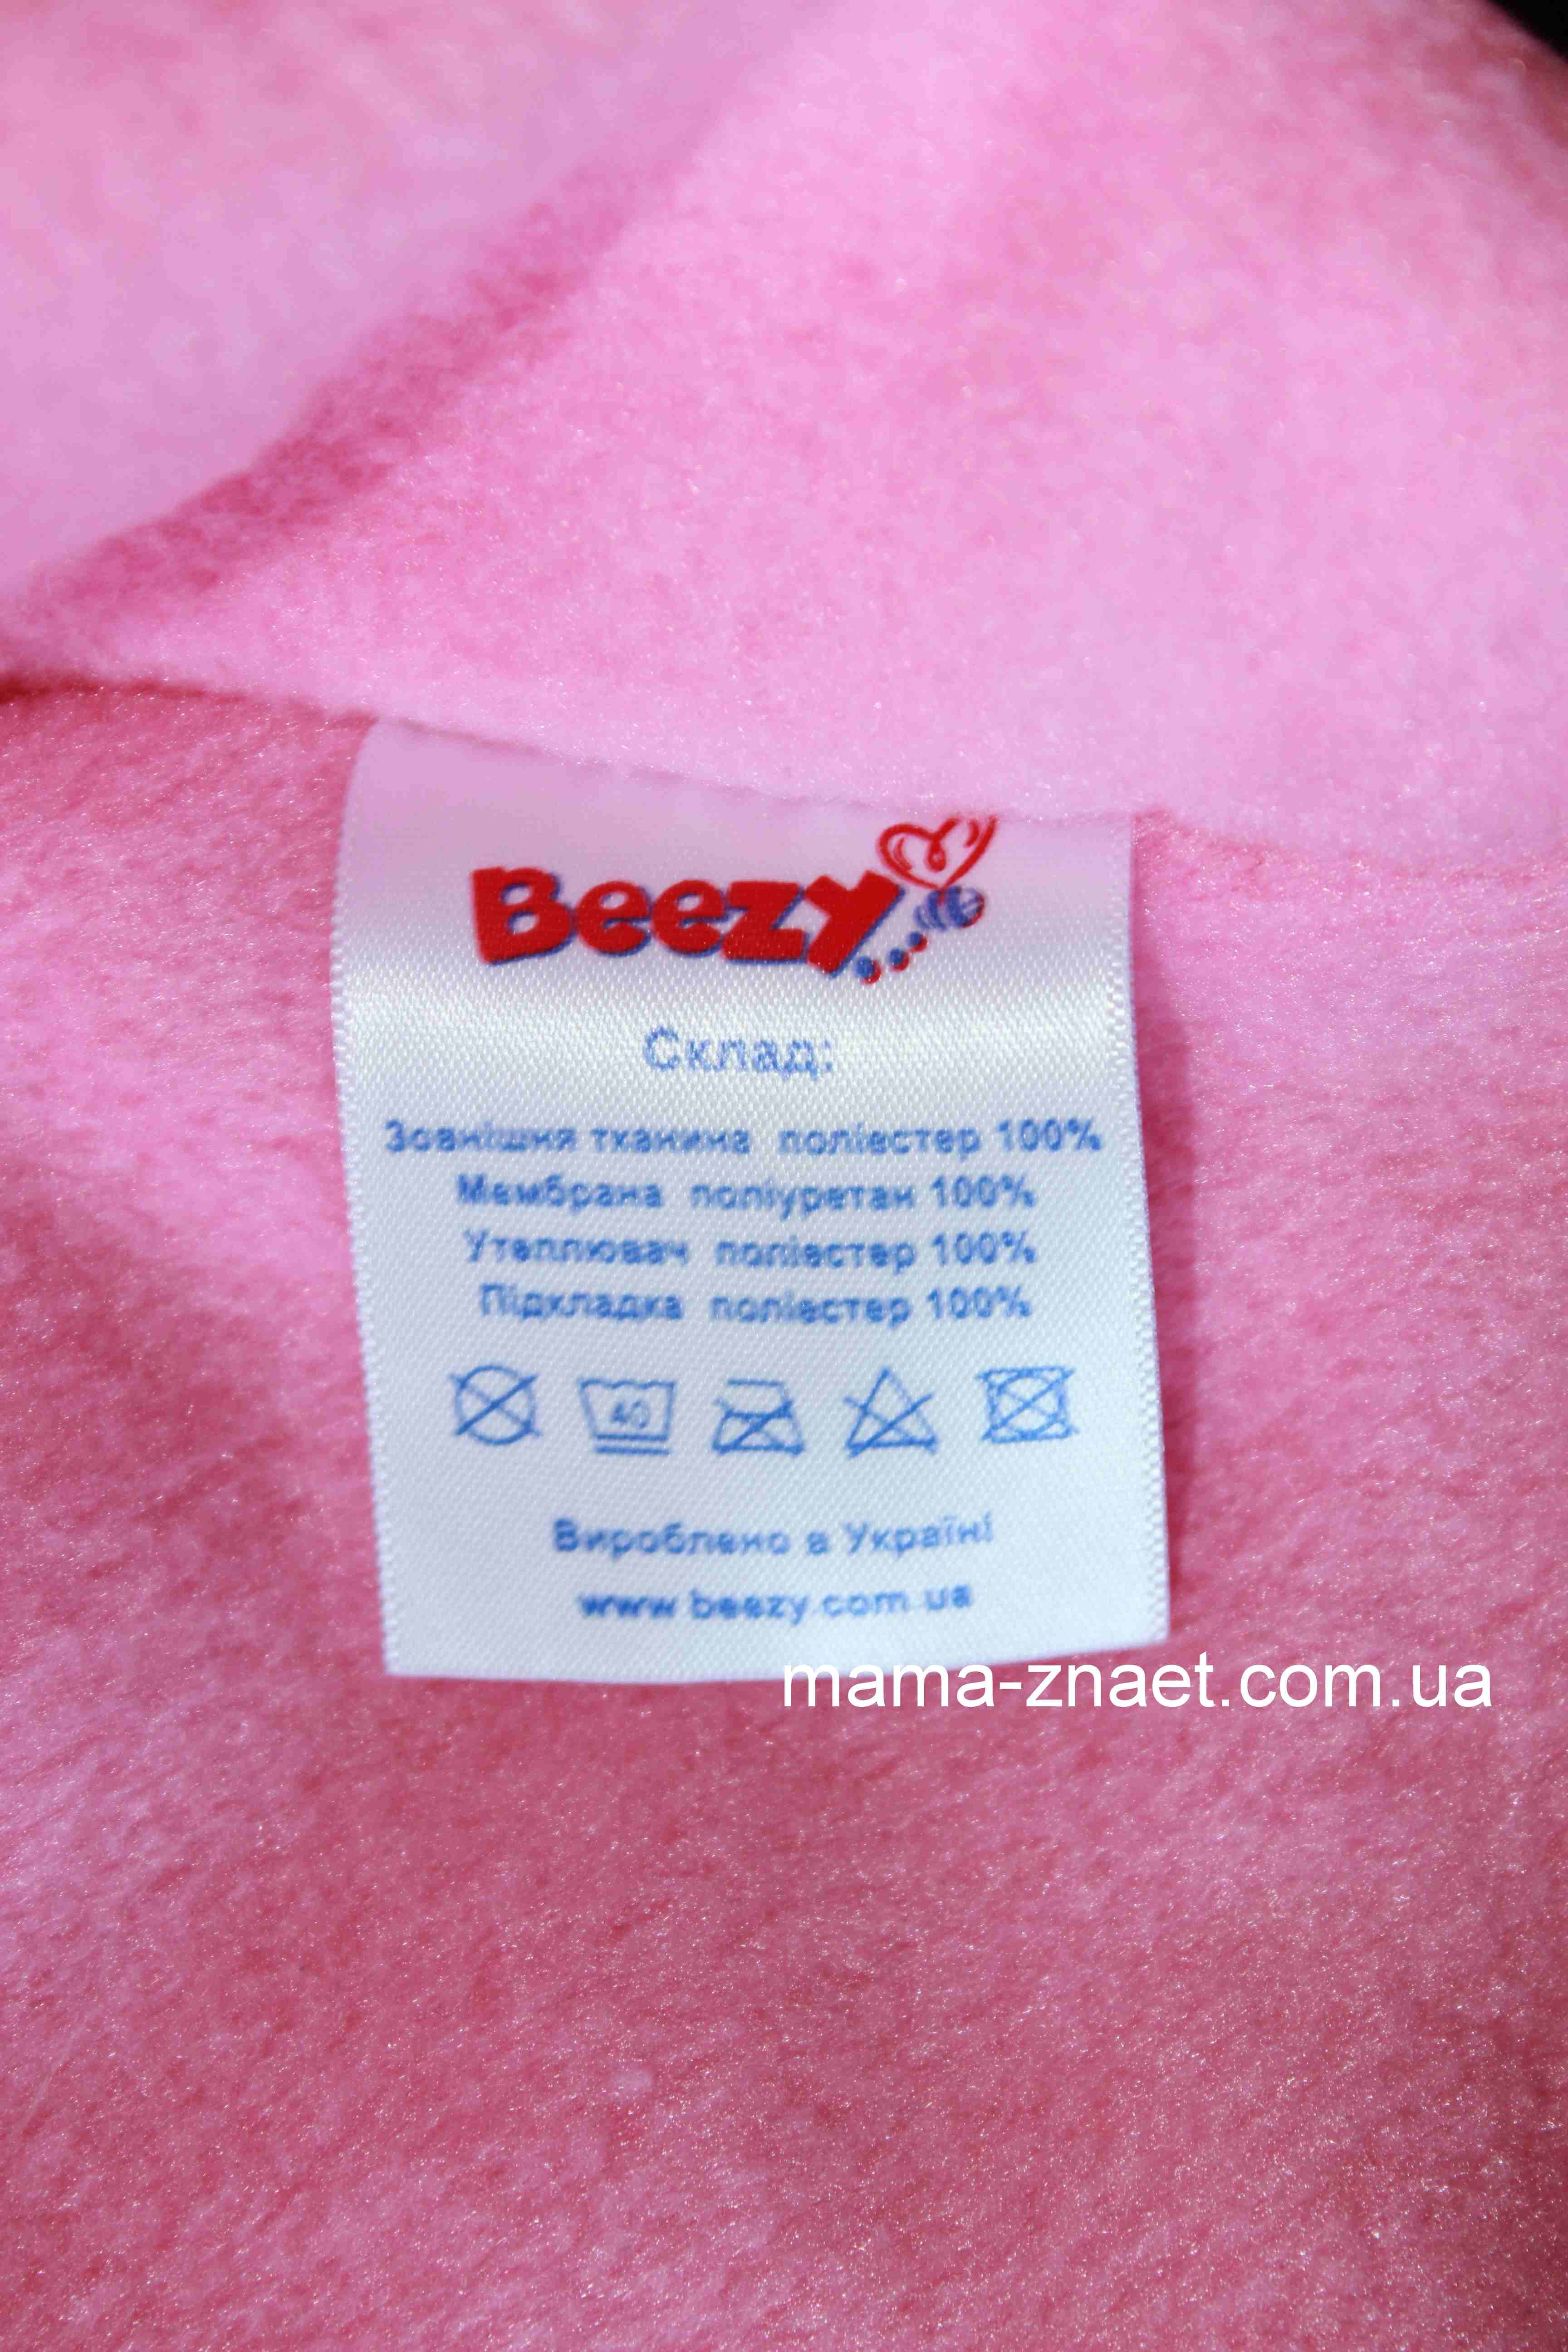 Beezy
Склад:
Зовнішня тканина поліестер 100%
Мембрана поліуретан 100%
Утеплювач поліестер 100%
Підкладка поліестер 100%
40
Вироблено в Україні
www.beezy.com.ua
mama-znaet.com.ua